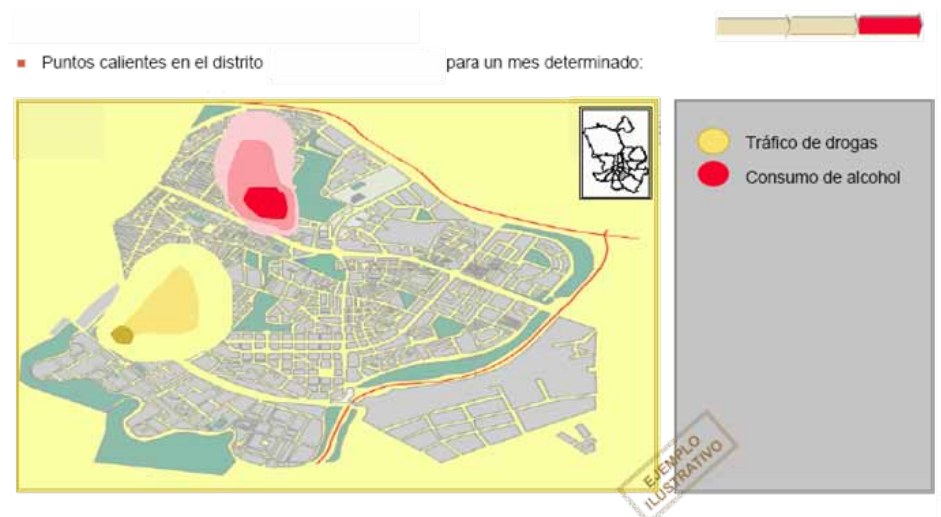 Puntos calientes en el distrito para un mes determinado:
Tráfico de drogas
Consumo de alcohol
EJEMPLO
ILUSTRATIVO